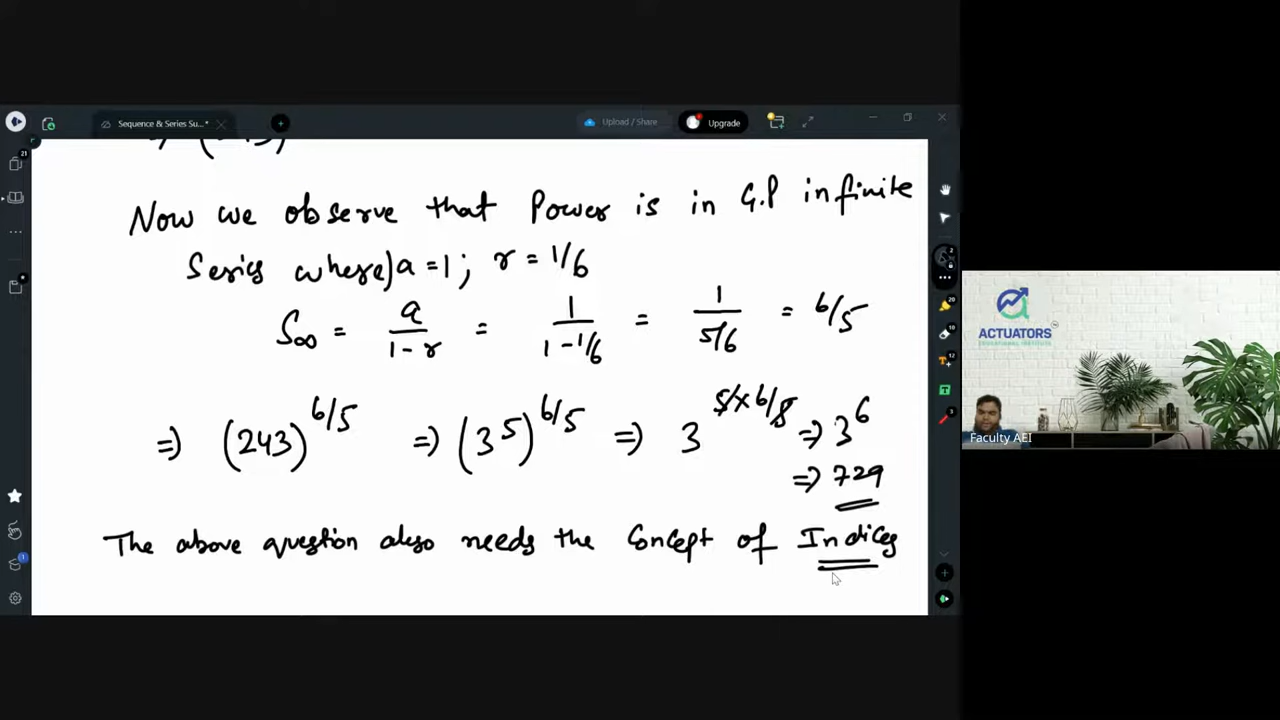 Sequence & Series Su...*
Upload / Share
Upgrade
Now we observe that Power is in G.P infinite
Series where) a = 1; r = 1/6
S∞ = a/(1 - r) = 1/(1 - 1/6) = 1/(5/6) = 6/5
⇒ (243)^(6/5) ⇒ (3^5)^(6/5) ⇒ 3^(5/ x 6/5) ⇒ 3^6
⇒ 729
The above question also needs the Concept of Indices
ACTUATORS
EDUCATIONAL INSTITUTE
Faculty AEI